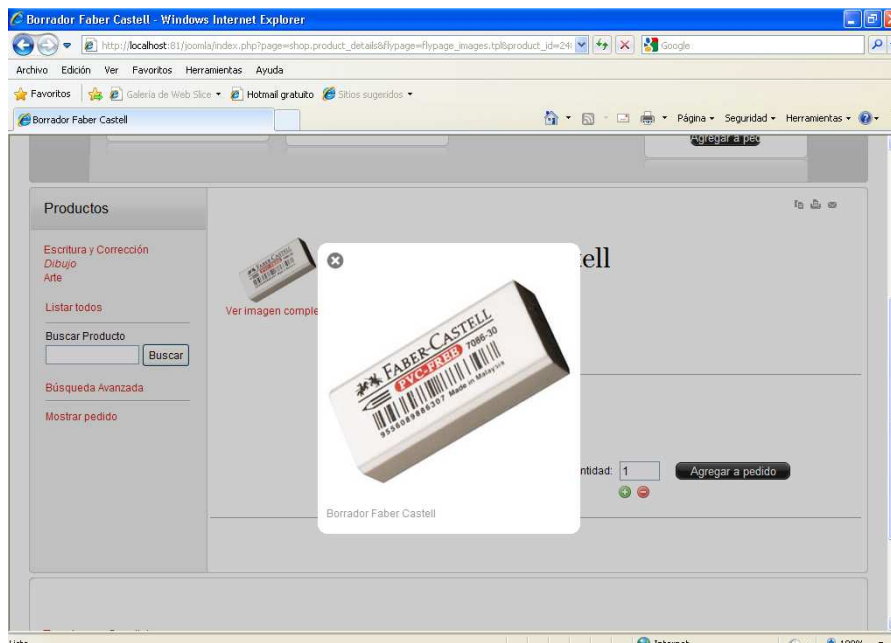 Borrador Faber Castell - Windows Internet Explorer
http://localhost:81/joomla/index.php?page=shop.product_details&flypage=flypage_images.tpl&product_id=24
Google
Archivo Edición Ver Favoritos Herramientas Ayuda
Favoritos Galería de Web Slice Hotmail gratuito Sitios sugeridos
Borrador Faber Castell
Página Seguridad Herramientas
Agregar a ped
Productos
Escritura y Corrección
Dibujo
Arte
Listar todos
Buscar Producto
Buscar
Búsqueda Avanzada
Mostrar pedido
Ver imagen comple
ell
FABER-CASTELL
PVC-FREE 7086-30
Made in Malaysia
9556089886307
Borrador Faber Castell
ntidad: 1 Agregar a pedido
Listo
Internet
100%